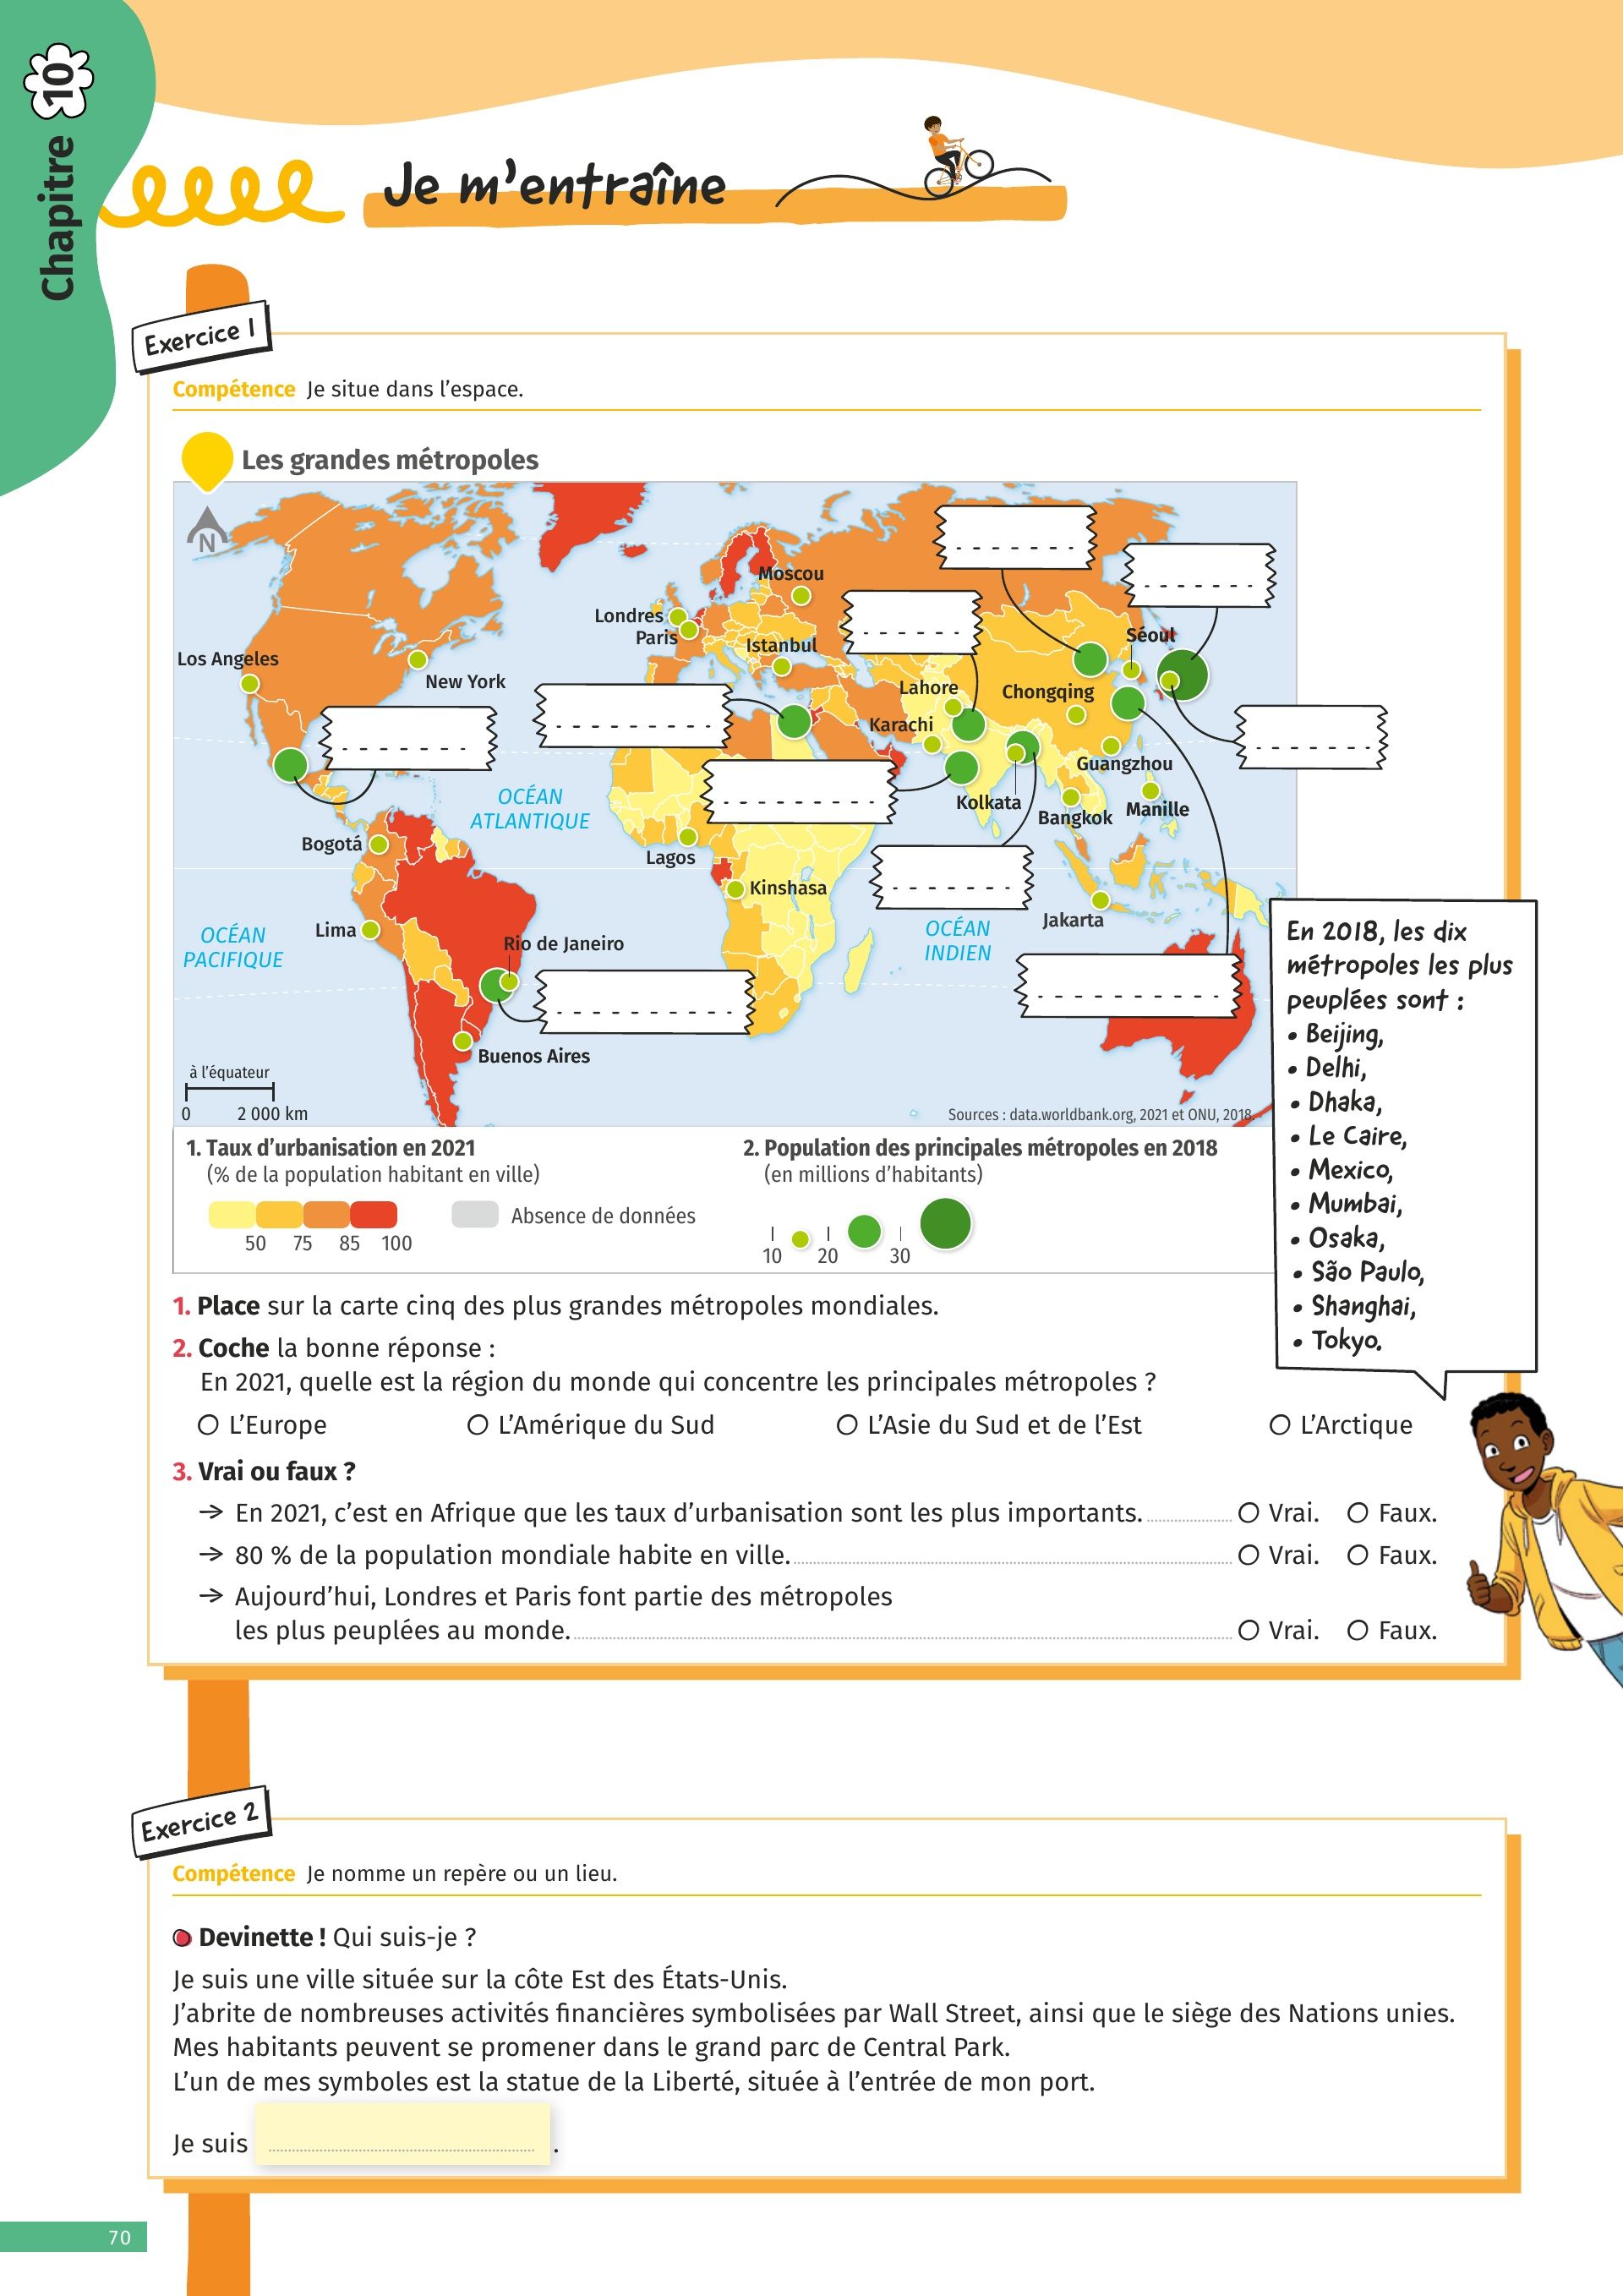 Chapitre 10
Je m'entraîne
Exercice 1
Compétence Je situe dans l'espace.
Les grandes métropoles
N
Moscou
Londres
Paris
Istanbul
Séoul
Los Angeles
New York
Lahore
Chongqing
Karachi
Guangzhou
OCÉAN
ATLANTIQUE
Kolkata
Bangkok
Manille
Bogotá
Lagos
Kinshasa
Lima
Jakarta
OCÉAN
PACIFIQUE
Rio de Janeiro
OCÉAN
INDIEN
Buenos Aires
à l'équateur
0 2 000 km
Sources : data.worldbank.org, 2021 et ONU, 2018.
En 2018, les dix
métropoles les plus
peuplées sont :
• Beijing,
• Delhi,
• Dhaka,
• Le Caire,
• Mexico,
• Mumbai,
• Osaka,
• São Paulo,
• Shanghai,
• Tokyo.
1. Taux d'urbanisation en 2021
(% de la population habitant en ville)
50 75 85 100
Absence de données
2. Population des principales métropoles en 2018
(en millions d'habitants)
10 20 30
1. Place sur la carte cinq des plus grandes métropoles mondiales.
2. Coche la bonne réponse :
En 2021, quelle est la région du monde qui concentre les principales métropoles ?
L'Europe L'Amérique du Sud L'Asie du Sud et de l'Est L'Arctique
3. Vrai ou faux ?
→ En 2021, c'est en Afrique que les taux d'urbanisation sont les plus importants. Vrai. Faux.
→ 80 % de la population mondiale habite en ville. Vrai. Faux.
→ Aujourd'hui, Londres et Paris font partie des métropoles
les plus peuplées au monde. Vrai. Faux.
Exercice 2
Compétence Je nomme un repère ou un lieu.
Devinette ! Qui suis-je ?
Je suis une ville située sur la côte Est des États-Unis.
J'abrite de nombreuses activités financières symbolisées par Wall Street, ainsi que le siège des Nations unies.
Mes habitants peuvent se promener dans le grand parc de Central Park.
L'un de mes symboles est la statue de la Liberté, située à l'entrée de mon port.
Je suis .
70